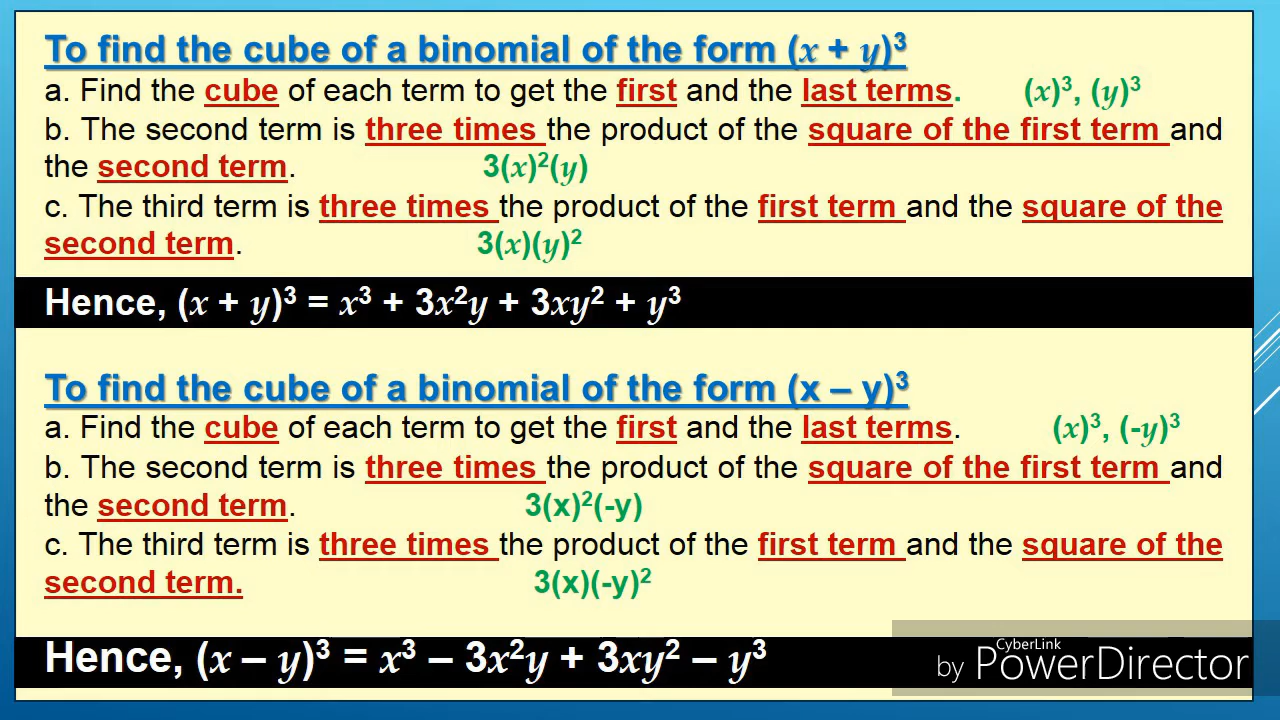 To find the cube of a binomial of the form (x + y)³
a. Find the cube of each term to get the first and the last terms. (x)³, (y)³
b. The second term is three times the product of the square of the first term and
the second term. 3(x)²(y)
c. The third term is three times the product of the first term and the square of the
second term. 3(x)(y)²
Hence, (x + y)³ = x³ + 3x²y + 3xy² + y³
To find the cube of a binomial of the form (x – y)³
a. Find the cube of each term to get the first and the last terms. (x)³, (-y)³
b. The second term is three times the product of the square of the first term and
the second term. 3(x)²(-y)
c. The third term is three times the product of the first term and the square of the
second term. 3(x)(-y)²
Hence, (x – y)³ = x³ – 3x²y + 3xy² – y³
CyberLink
by PowerDirector